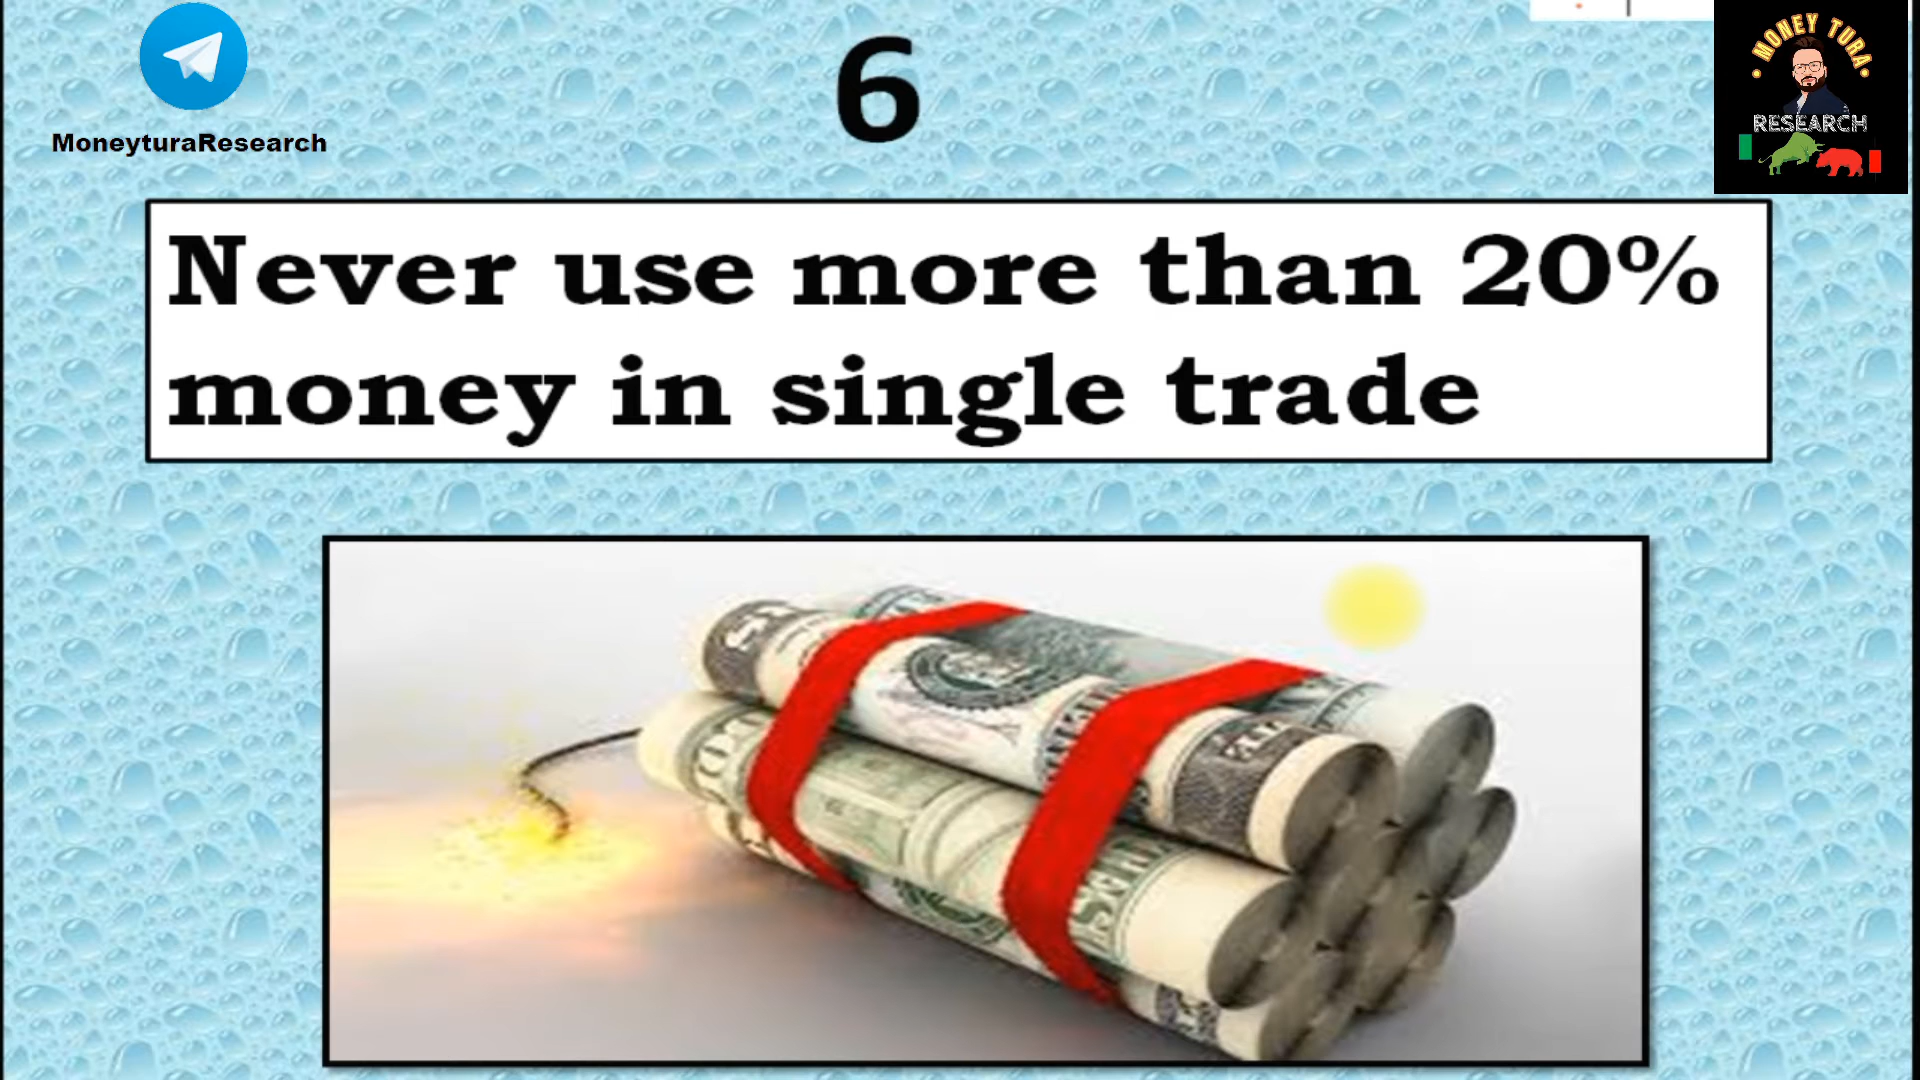 6
MoneyturaResearch
MONEY TURA
RESEARCH
Never use more than 20%
money in single trade